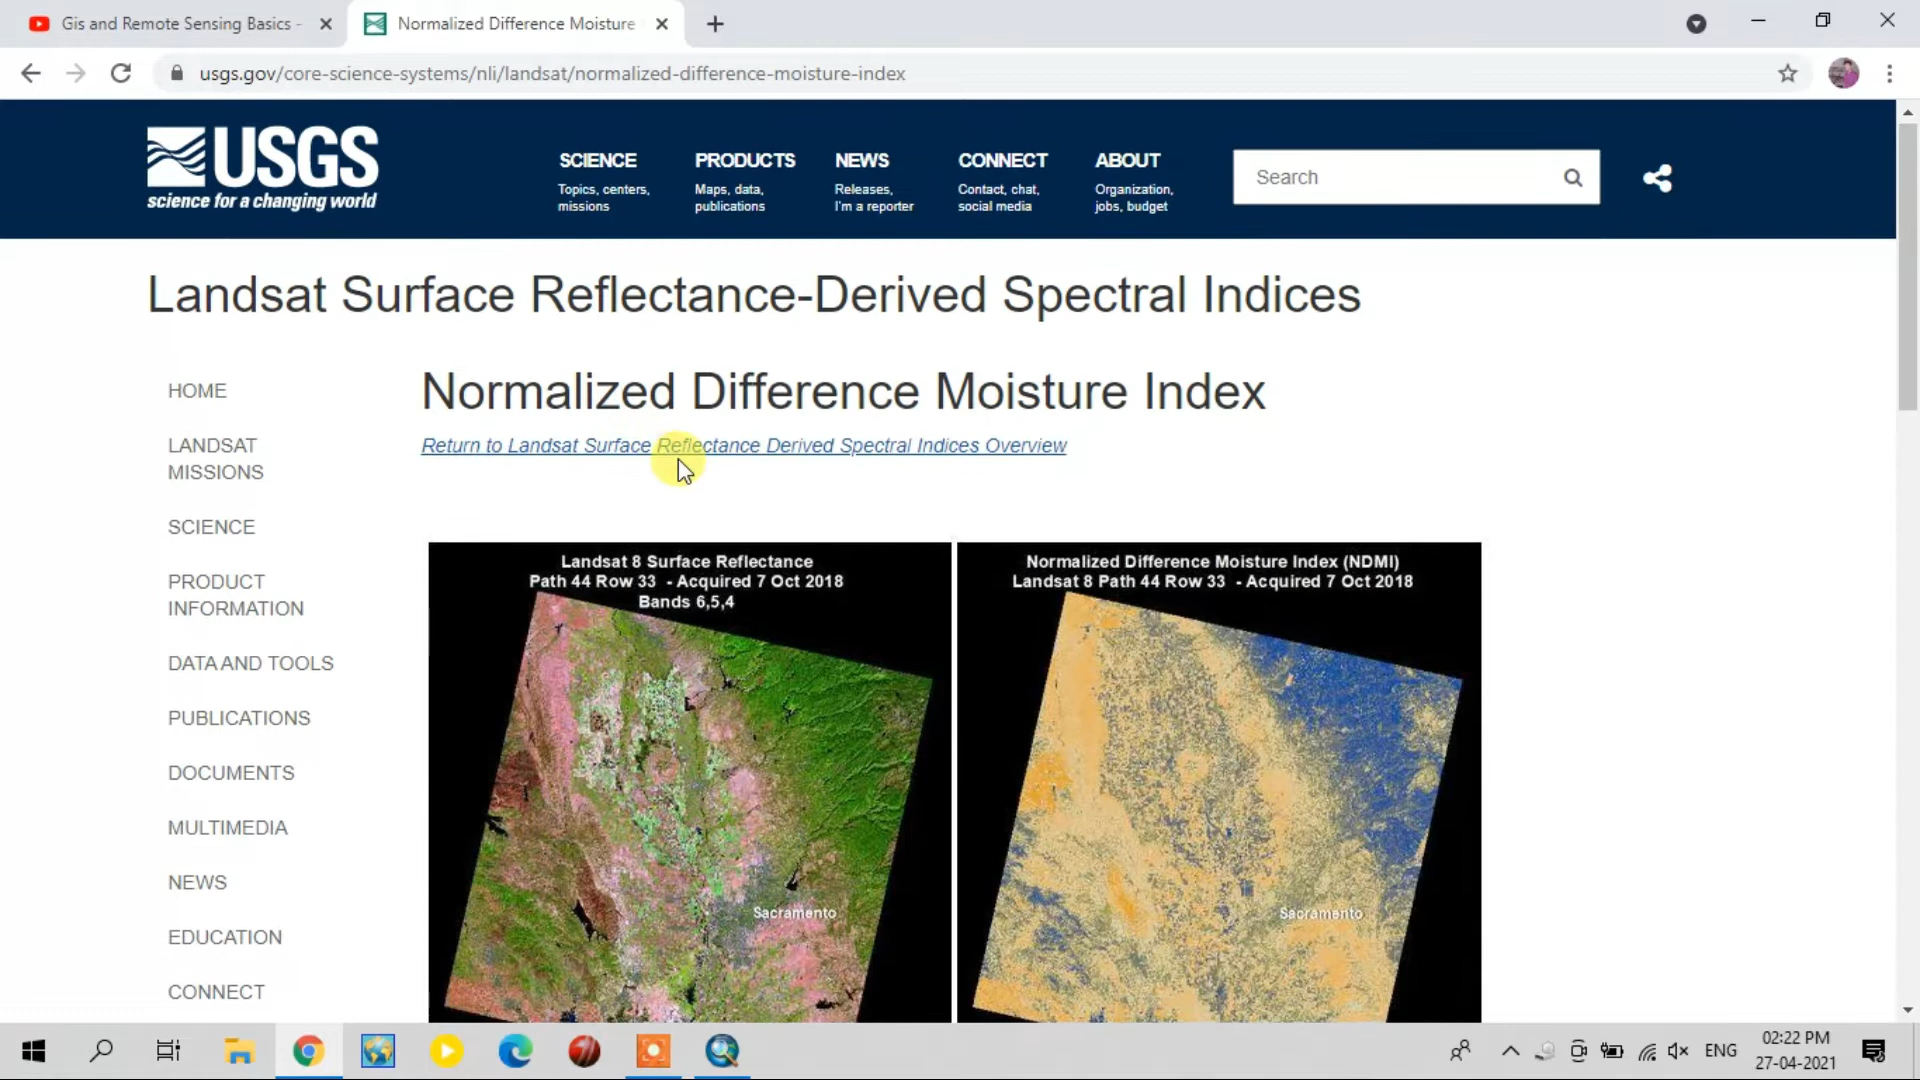 Gis and Remote Sensing Basics -
Normalized Difference Moisture
usgs.gov/core-science-systems/nli/landsat/normalized-difference-moisture-index
USGS
science for a changing world
SCIENCE
Topics, centers,
missions
PRODUCTS
Maps, data,
publications
NEWS
Releases,
I'm a reporter
CONNECT
Contact, chat,
social media
ABOUT
Organization,
jobs, budget
Search
Landsat Surface Reflectance-Derived Spectral Indices
HOME
LANDSAT
MISSIONS
SCIENCE
PRODUCT
INFORMATION
DATA AND TOOLS
PUBLICATIONS
DOCUMENTS
MULTIMEDIA
NEWS
EDUCATION
CONNECT
Normalized Difference Moisture Index
Return to Landsat Surface Reflectance Derived Spectral Indices Overview
Landsat 8 Surface Reflectance
Path 44 Row 33 - Acquired 7 Oct 2018
Bands 6,5,4
Sacramento
Normalized Difference Moisture Index (NDMI)
Landsat 8 Path 44 Row 33 - Acquired 7 Oct 2018
Sacramento
ENG
02:22 PM
27-04-2021